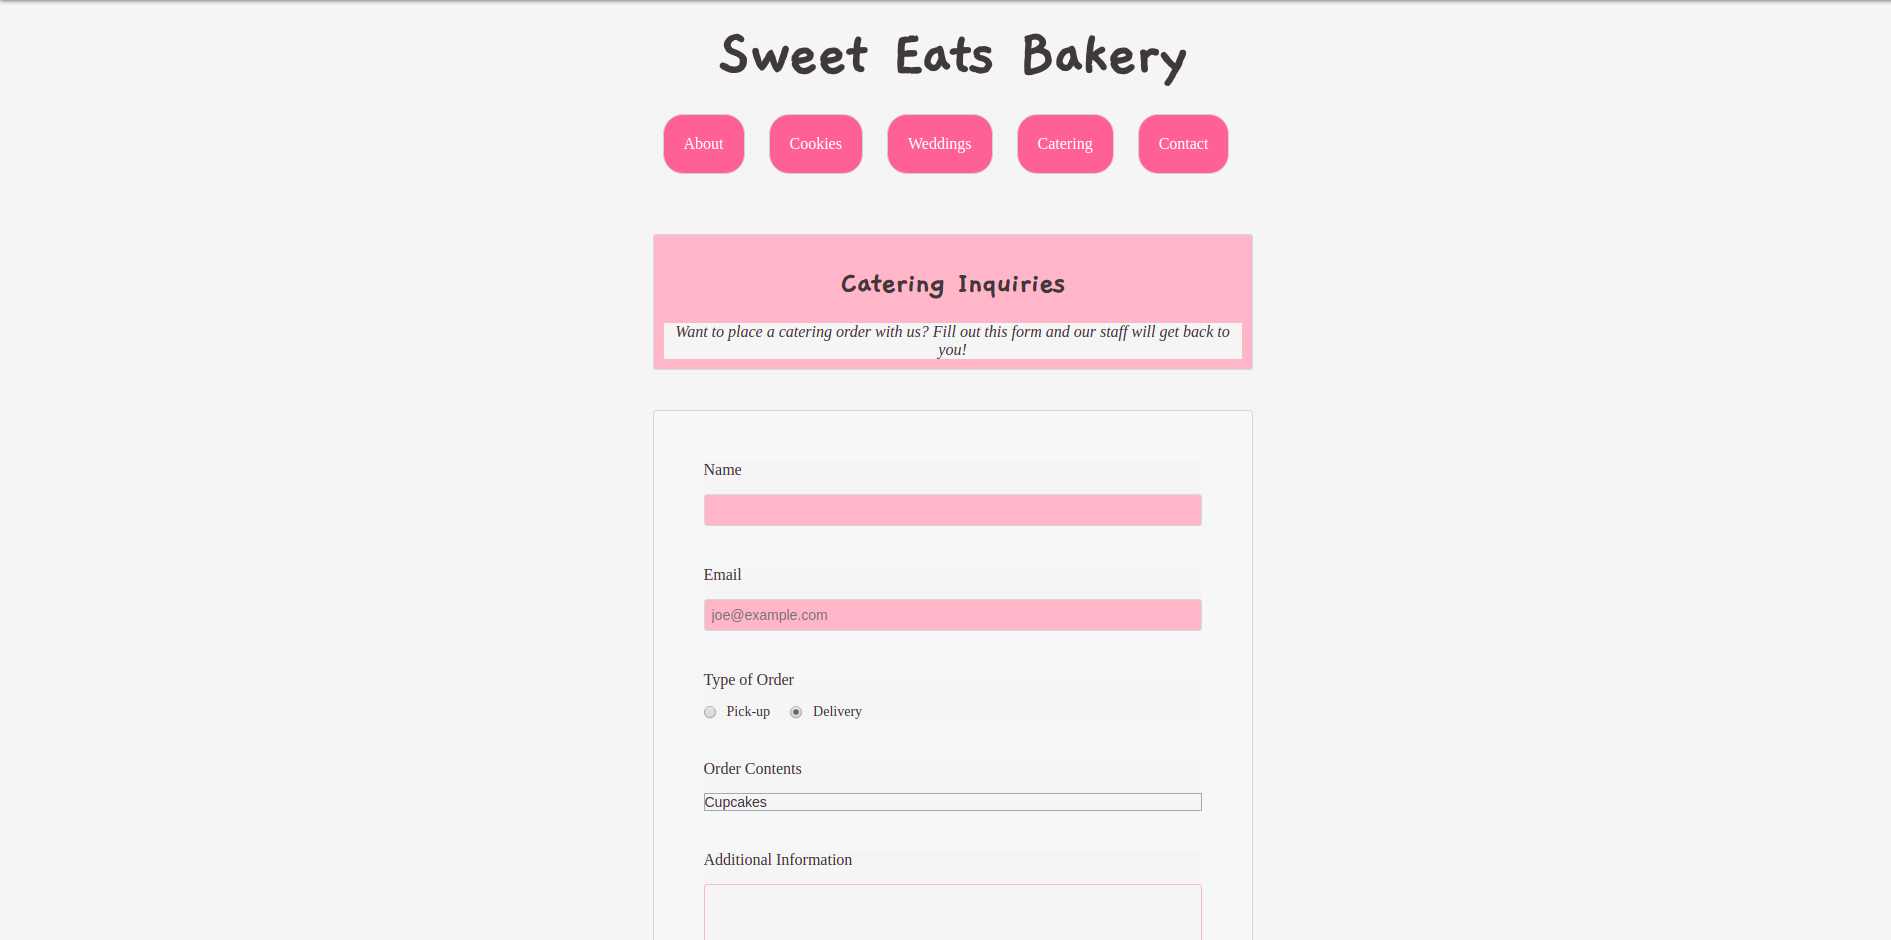 Sweet Eats Bakery
About Cookies Weddings Catering Contact
Catering Inquiries
Want to place a catering order with us? Fill out this form and our staff will get back to
you!
Name
Email
joe@example.com
Type of Order
Pick-up Delivery
Order Contents
Cupcakes
Additional Information